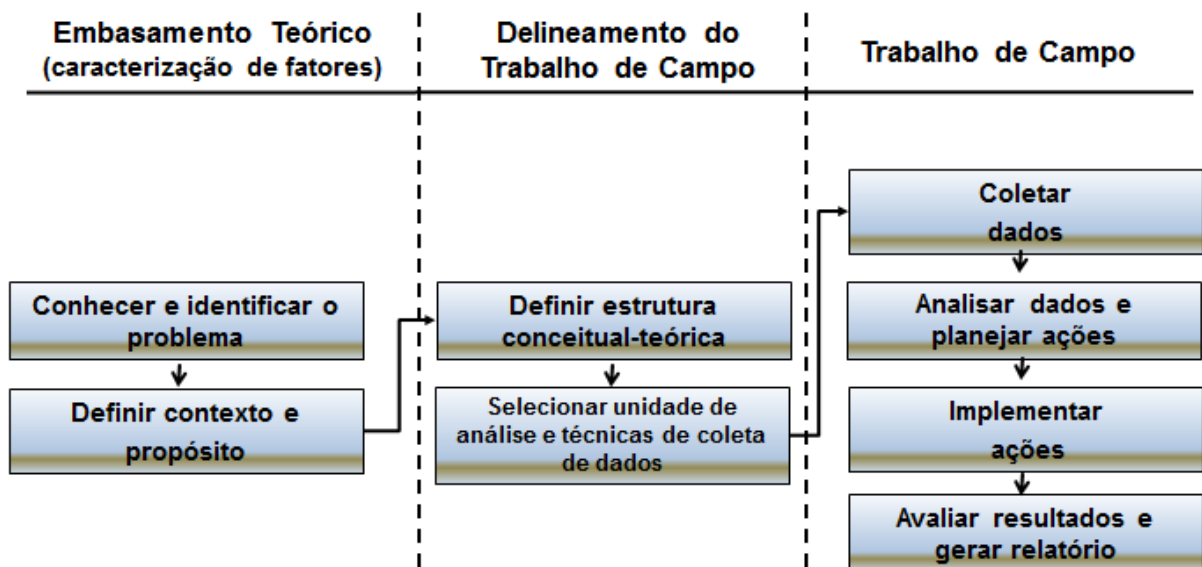 Embasamento Teórico
(caracterização de fatores)
Delineamento do
Trabalho de Campo
Trabalho de Campo
Conhecer e identificar o
problema
Definir contexto e
propósito
Definir estrutura
conceitual-teórica
Selecionar unidade de
análise e técnicas de coleta
de dados
Coletar
dados
Analisar dados e
planejar ações
Implementar
ações
Avaliar resultados e
gerar relatório